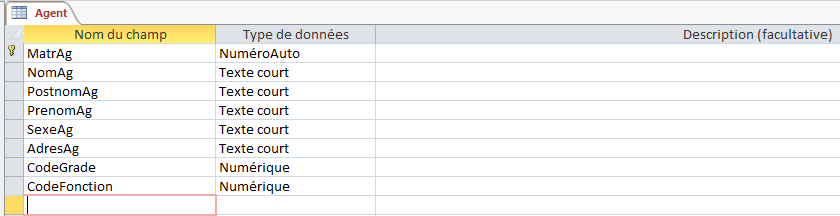 Agent
Nom du champ Type de données Description (facultative)
MatrAg NuméroAuto
NomAg Texte court
PostnomAg Texte court
PrenomAg Texte court
SexeAg Texte court
AdresAg Texte court
CodeGrade Numérique
CodeFonction Numérique